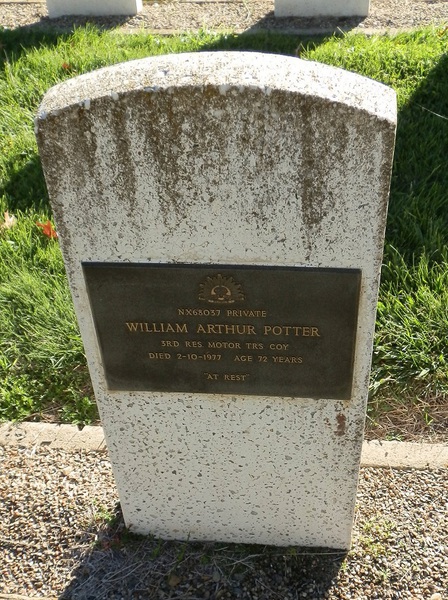 NX68037 PRIVATE
WILLIAM ARTHUR POTTER
3RD RES. MOTOR TRS COY
DIED 2-10-1977 AGE 72 YEARS
"AT REST"